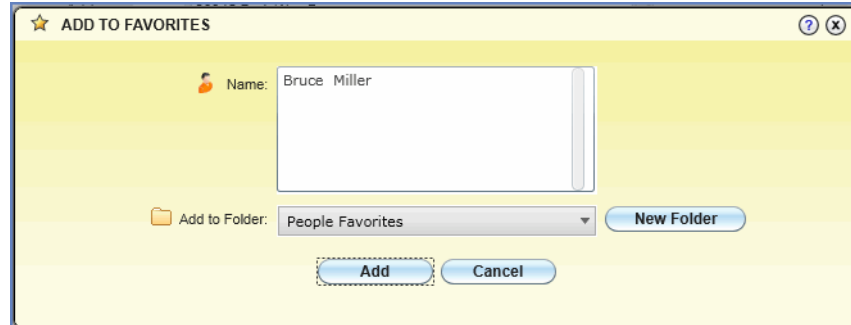 ADD TO FAVORITES ?
Name: Bruce Miller
Add to Folder: People Favorites New Folder
Add Cancel